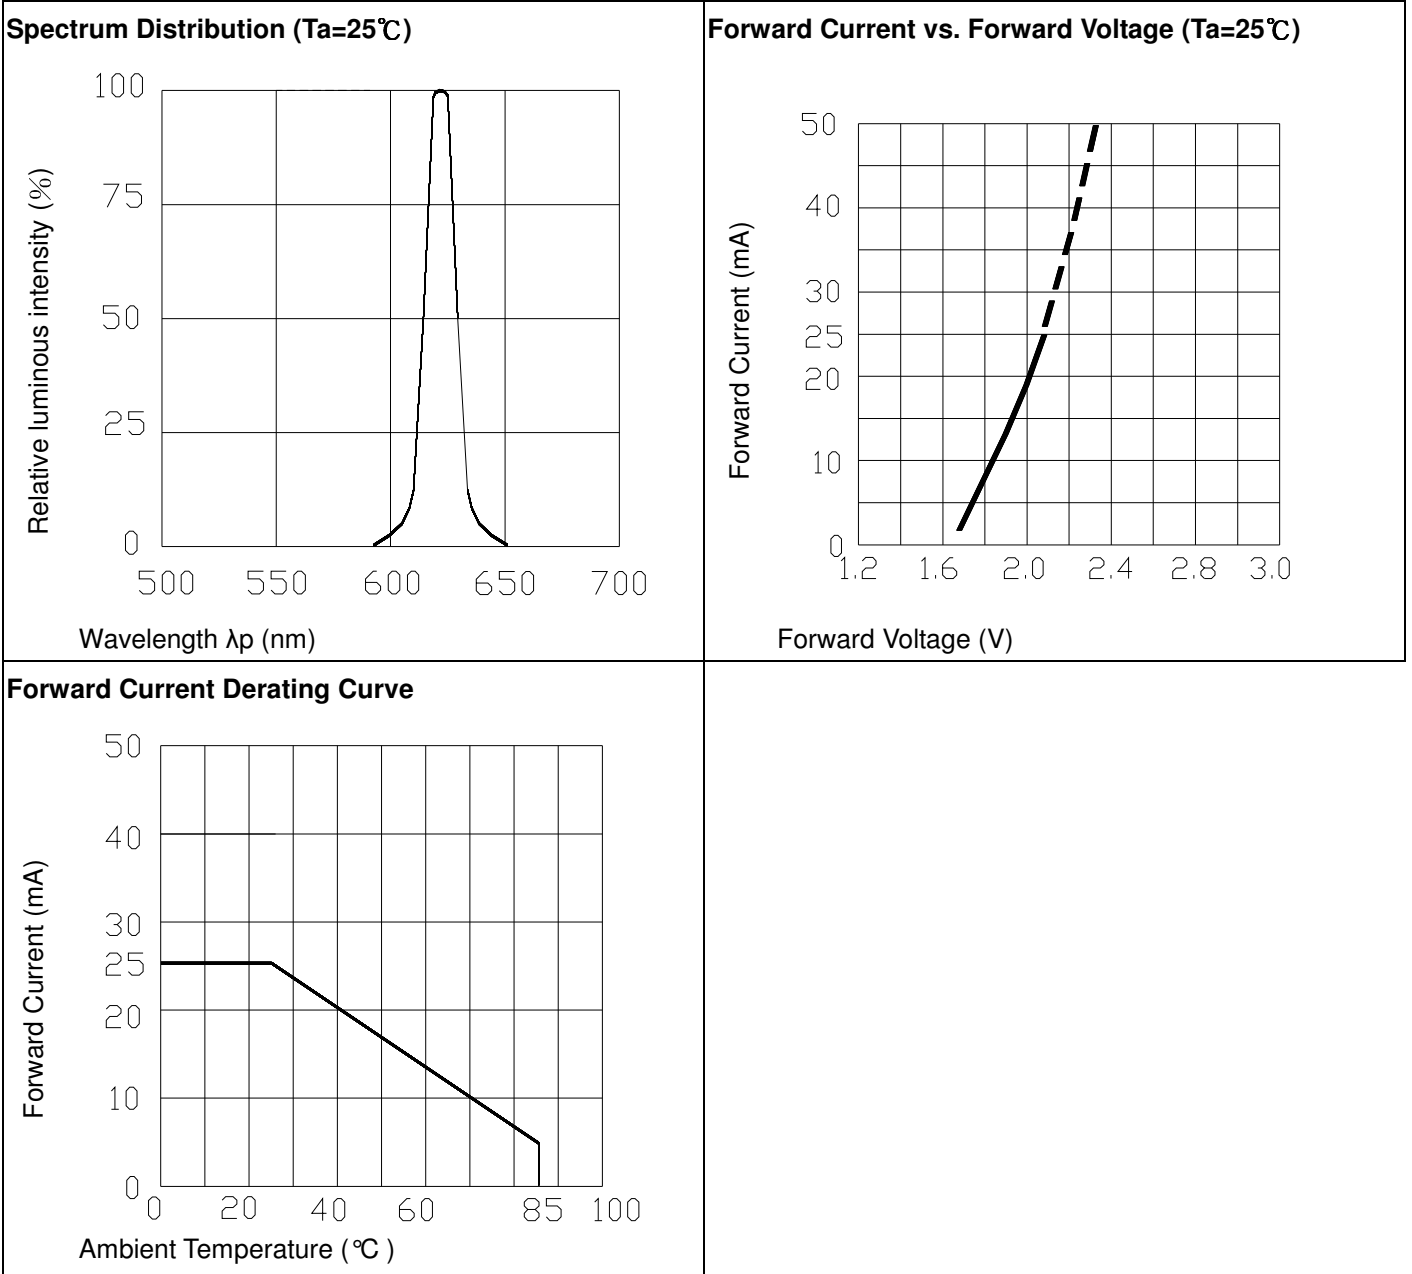 Spectrum Distribution (Ta=25℃)
100
75
50
25
0
500 550 600 650 700
Relative luminous intensity (%)
Wavelength λp (nm)
Forward Current vs. Forward Voltage (Ta=25℃)
50
40
30
25
20
10
0
1.2 1.6 2.0 2.4 2.8 3.0
Forward Current (mA)
Forward Voltage (V)
Forward Current Derating Curve
50
40
30
25
20
10
0
0 20 40 60 85 100
Forward Current (mA)
Ambient Temperature (℃ )